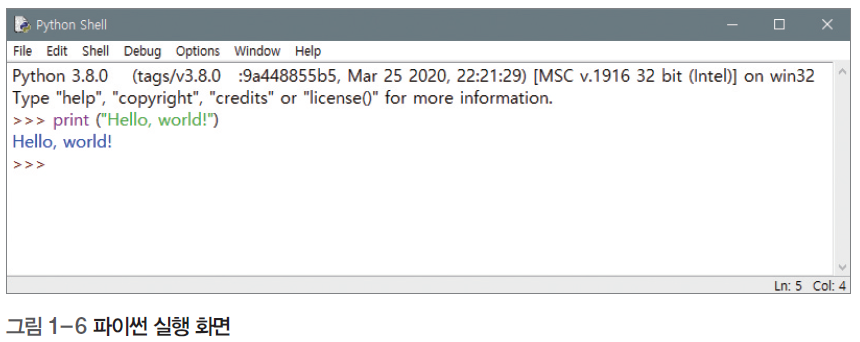 Python Shell
File Edit Shell Debug Options Window Help
Python 3.8.0 (tags/v3.8.0 :9a448855b5, Mar 25 2020, 22:21:29) [MSC v.1916 32 bit (Intel)] on win32
Type "help", "copyright", "credits" or "license()" for more information.
>>> print ("Hello, world!")
Hello, world!
>>>
Ln: 5 Col: 4
그림 1-6 파이썬 실행 화면